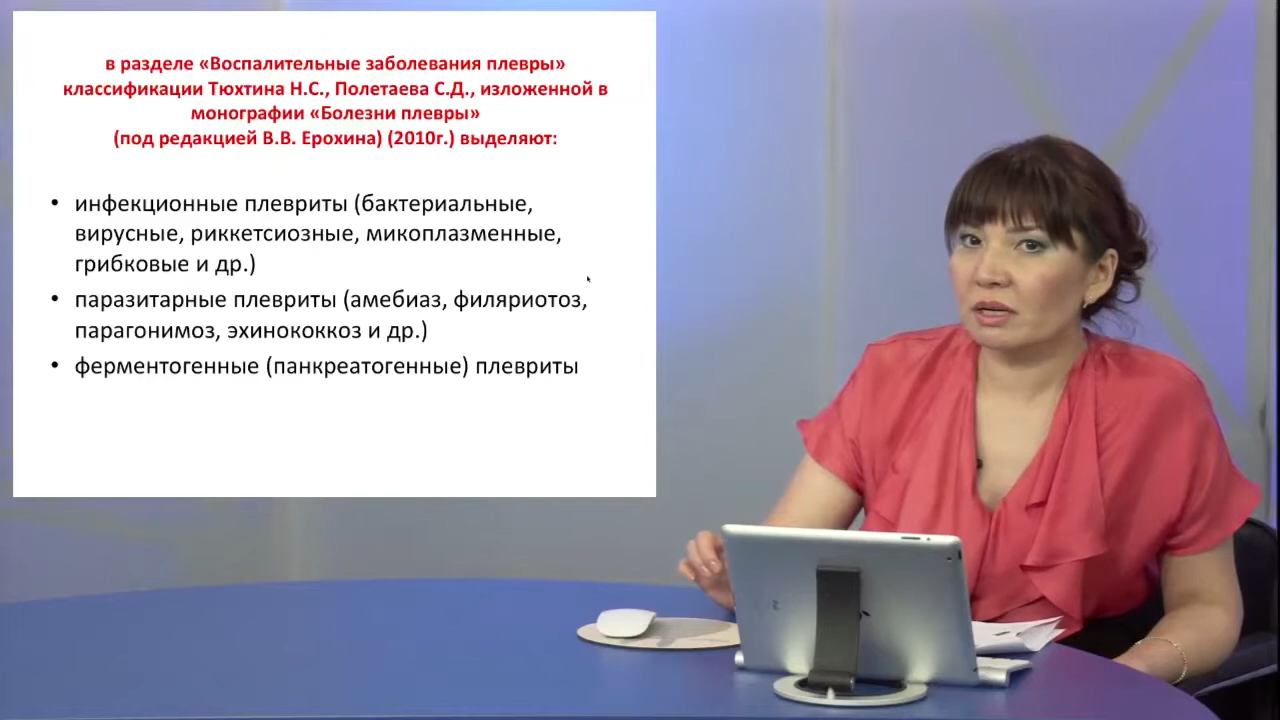 в разделе «Воспалительные заболевания плевры»
классификации Тюхтина Н.С., Полетаева С.Д., изложенной в
монографии «Болезни плевры»
(под редакцией В.В. Ерохина) (2010г.) выделяют:
• инфекционные плевриты (бактериальные,
вирусные, риккетсиозные, микоплазменные,
грибковые и др.)
• паразитарные плевриты (амебиаз, филяриотоз,
парагонимоз, эхинококкоз и др.)
• ферментогенные (панкреатогенные) плевриты